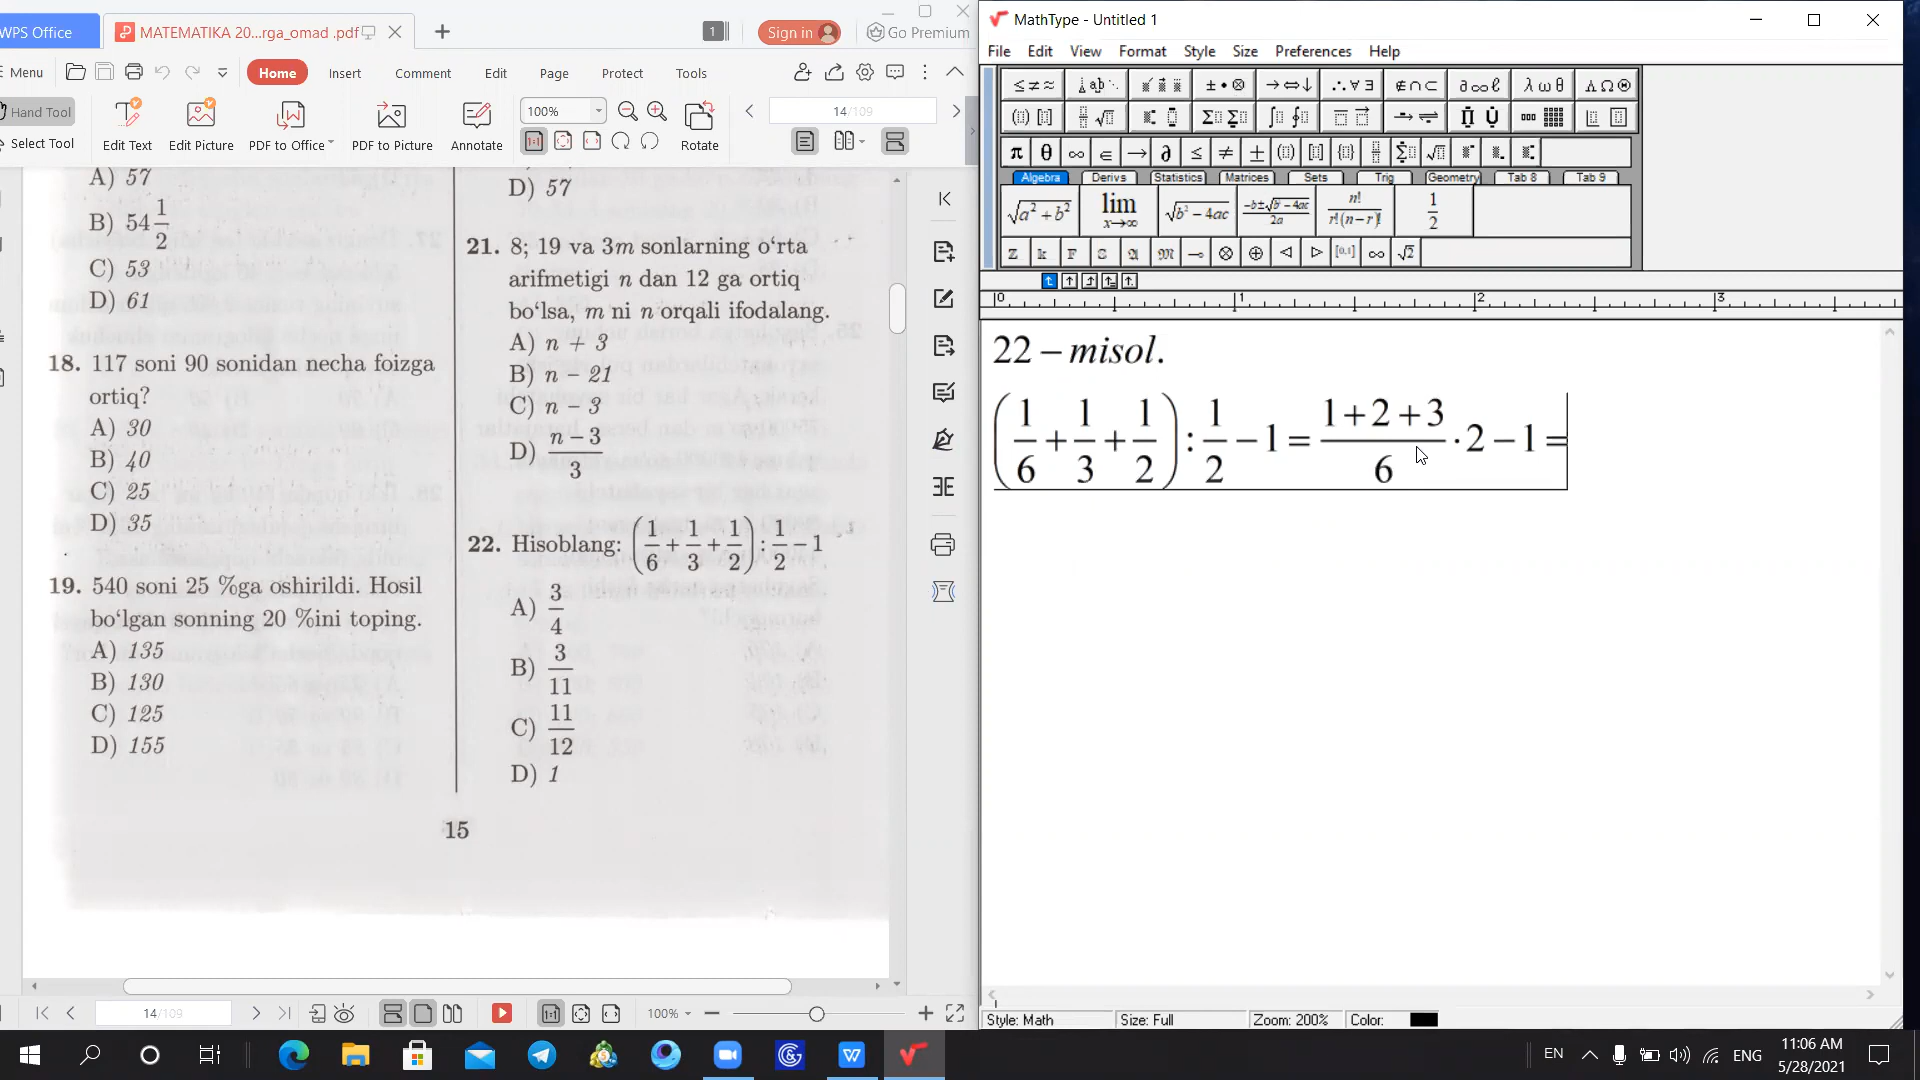 WPS Office
MATEMATIKA 20...rga_omad .pdf
1
Sign in
Go Premium
Menu
Home
Insert
Comment
Edit
Page
Protect
Tools
Hand Tool
Select Tool
Edit Text
Edit Picture
PDF to Office
PDF to Picture
Annotate
100%
Rotate
14/109
A) 57
B) 54 1/2
C) 53
D) 61
18. 117 soni 90 sonidan necha foizga
ortiq?
A) 30
B) 40
C) 25
D) 35
19. 540 soni 25 %ga oshirildi. Hosil
bo‘lgan sonning 20 %ini toping.
A) 135
B) 130
C) 125
D) 155
D) 57
21. 8; 19 va 3m sonlarning o‘rta
arifmetigi n dan 12 ga ortiq
bo‘lsa, m ni n orqali ifodalang.
A) n + 3
B) n – 21
C) n – 3
D) (n – 3)/3
22. Hisoblang: (1/6 + 1/3 + 1/2) : 1/2 – 1
A) 3/4
B) 3/11
C) 11/12
D) 1
15
14/109
100%
MathType - Untitled 1
File Edit View Format Style Size Preferences Help
Algebra Derivs Statistics Matrices Sets Trig Geometry Tab 8 Tab 9
0 1 2 3
22 – misol.
(1/6 + 1/3 + 1/2) : 1/2 – 1 = (1+2+3)/6 · 2 – 1 =
Style: Math
Size: Full
Zoom: 200%
Color:
EN
ENG
11:06 AM
5/28/2021